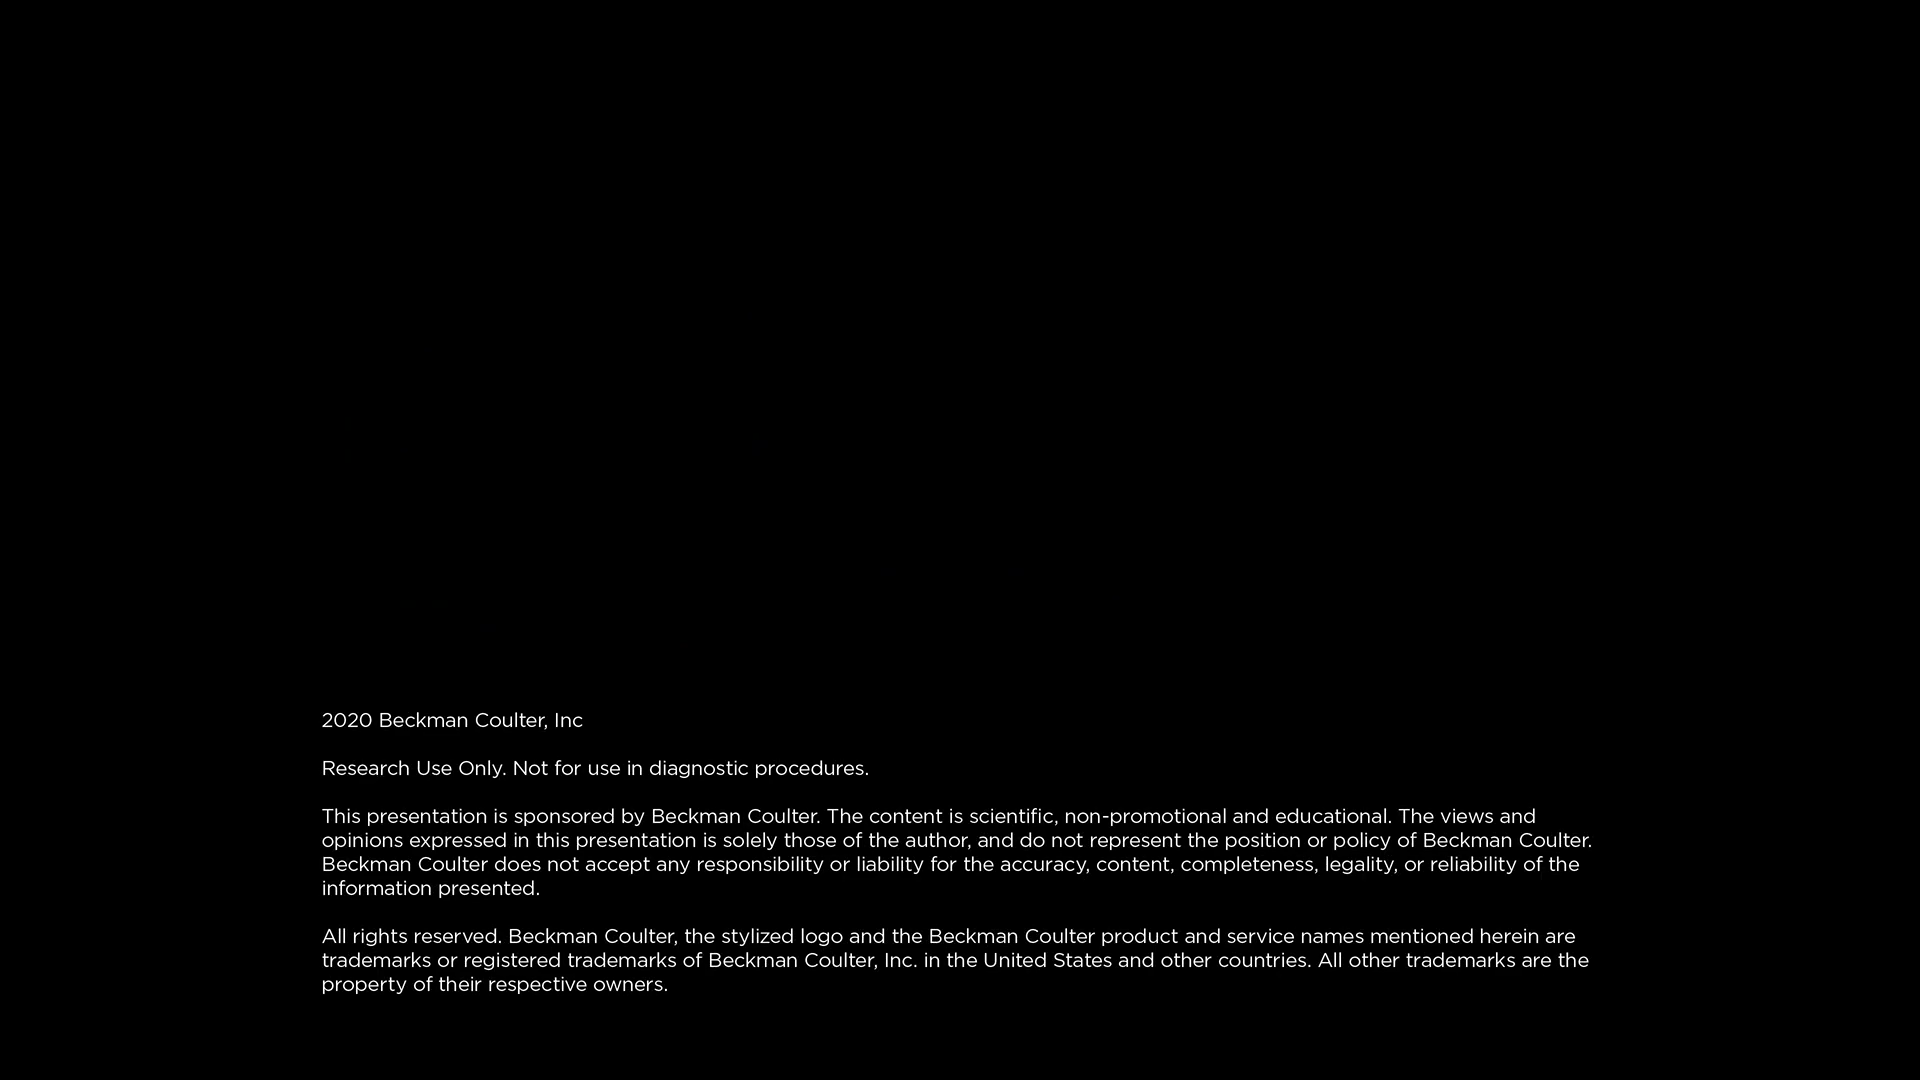 2020 Beckman Coulter, Inc
Research Use Only. Not for use in diagnostic procedures.
This presentation is sponsored by Beckman Coulter. The content is scientific, non-promotional and educational. The views and
opinions expressed in this presentation is solely those of the author, and do not represent the position or policy of Beckman Coulter.
Beckman Coulter does not accept any responsibility or liability for the accuracy, content, completeness, legality, or reliability of the
information presented.
All rights reserved. Beckman Coulter, the stylized logo and the Beckman Coulter product and service names mentioned herein are
trademarks or registered trademarks of Beckman Coulter, Inc. in the United States and other countries. All other trademarks are the
property of their respective owners.